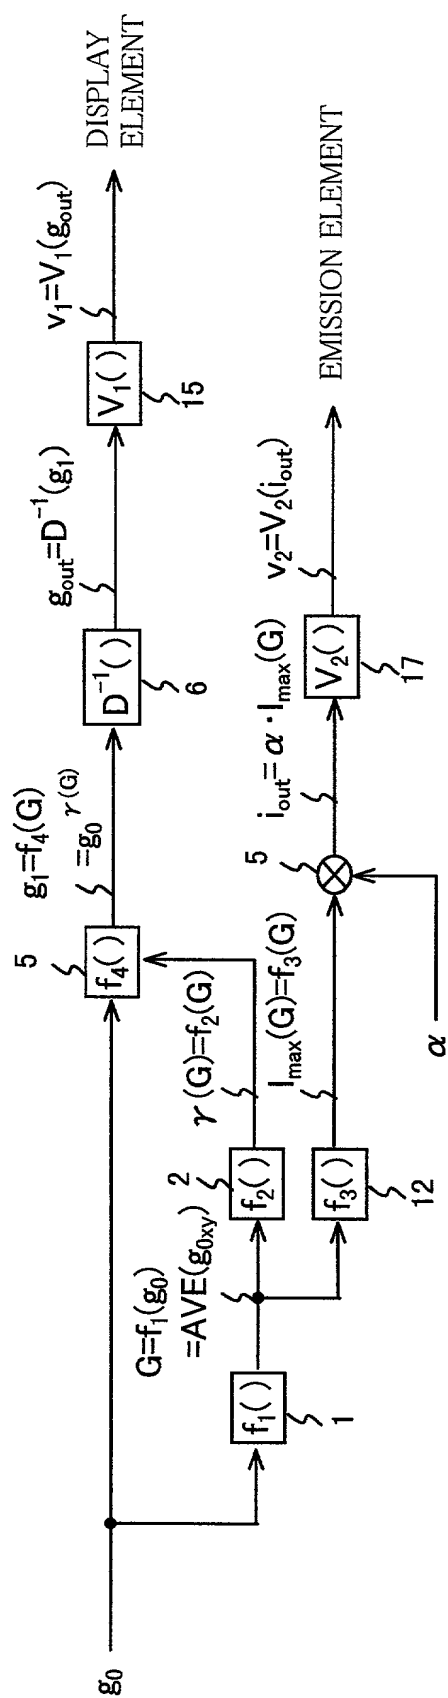 g₀
G=f₁(g₀)
=AVE(g₀ₓᵧ)
f₁( )
1
f₂( )
2
γ(G)=f₂(G)
f₃( )
12
Iₘₐₓ(G)=f₃(G)
f₄( )
5
g₁=f₄(G)
=g₀^γ(G)
D⁻¹( )
6
gₒᵤₜ=D⁻¹(g₁)
V₁( )
15
v₁=V₁(gₒᵤₜ)
DISPLAY
ELEMENT
α
5
iₒᵤₜ=α・Iₘₐₓ(G)
V₂( )
17
v₂=V₂(iₒᵤₜ)
EMISSION ELEMENT